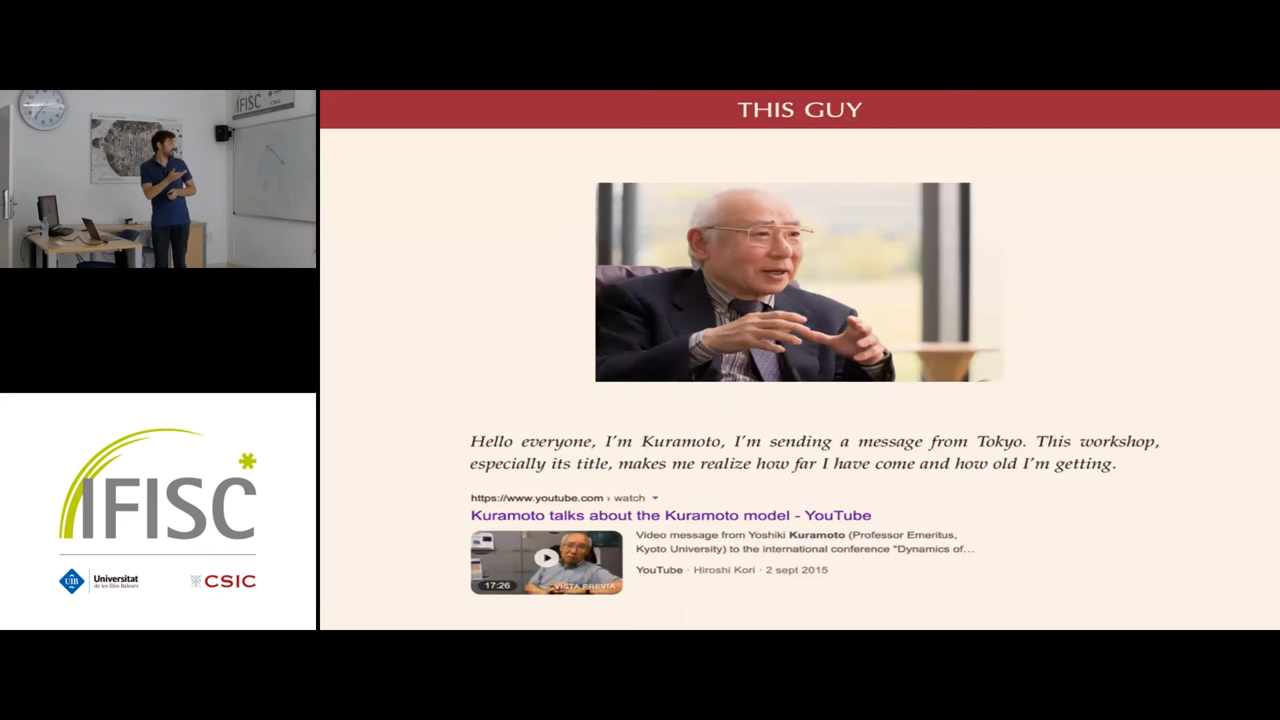 IFISC
THIS GUY
Hello everyone, I'm Kuramoto, I'm sending a message from Tokyo. This workshop,
especially its title, makes me realize how far I have come and how old I'm getting.
https://www.youtube.com › watch
Kuramoto talks about the Kuramoto model - YouTube
17:26
VISTA PREVIA
Video message from Yoshiki Kuramoto (Professor Emeritus,
Kyoto University) to the international conference "Dynamics of…
YouTube · Hiroshi Kori · 2 sept 2015
IFISC
UIB
Universitat
de les Illes Balears
CSIC